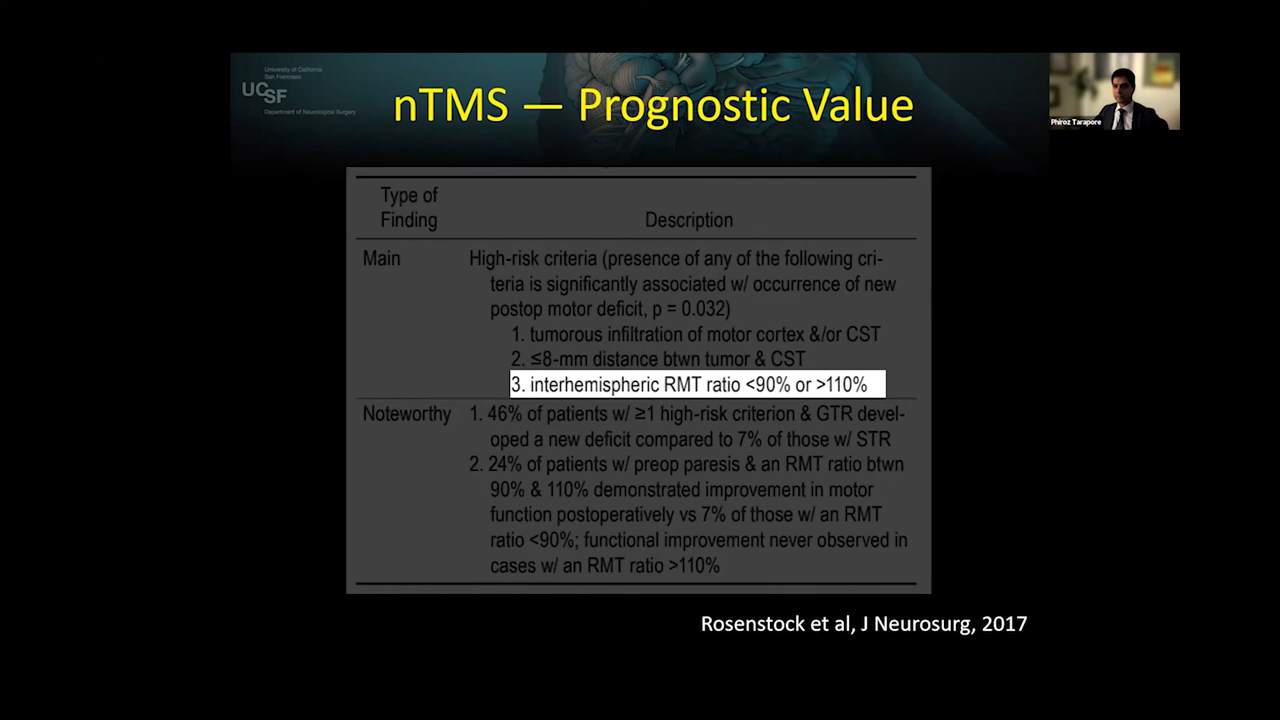 University of California
San Francisco
UCSF
Department of Neurological Surgery
nTMS — Prognostic Value
Phiroz Tarapore
Type of
Finding
Description
Main
High-risk criteria (presence of any of the following cri-
teria is significantly associated w/ occurrence of new
postop motor deficit, p = 0.032)
1. tumorous infiltration of motor cortex &/or CST
2. ≤8-mm distance btwn tumor & CST
3. interhemispheric RMT ratio <90% or >110%
Noteworthy
1. 46% of patients w/ ≥1 high-risk criterion & GTR devel-
oped a new deficit compared to 7% of those w/ STR
2. 24% of patients w/ preop paresis & an RMT ratio btwn
90% & 110% demonstrated improvement in motor
function postoperatively vs 7% of those w/ an RMT
ratio <90%; functional improvement never observed in
cases w/ an RMT ratio >110%
Rosenstock et al, J Neurosurg, 2017